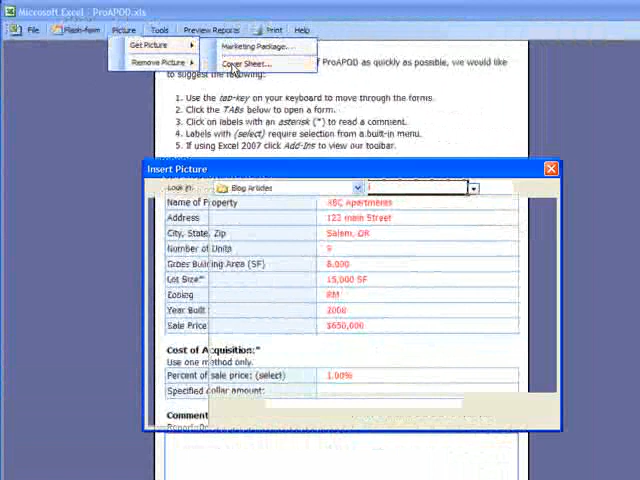 Microsoft Excel - ProAPOD.xls
File Flash-form Picture Tools Preview Reports Print Help
Get Picture
Marketing Package...
of ProAPOD as quickly as possible, we would like
Remove Picture
Cover Sheet...
to suggest the following:
1. Use the tab-key on your keyboard to move through the forms.
2. Click the TABs below to open a form.
3. Click on labels with an asterisk (*) to read a comment.
4. Labels with (select) require selection from a built-in menu.
5. If using Excel 2007 click Add-Ins to view our toolbar.
Insert Picture
Look in: Blog Articles
Name of Property ABC Apartments
Address 123 main Street
City, State, Zip Salem, OR
Number of Units 9
Gross Building Area (SF) 8,000
Lot Size* 15,000 SF
Zoning RM
Year Built 2000
Sale Price $650,000
Cost of Acquisition:*
Use one method only.
Percent of sale price: (select) 1.00%
Specified dollar amount: